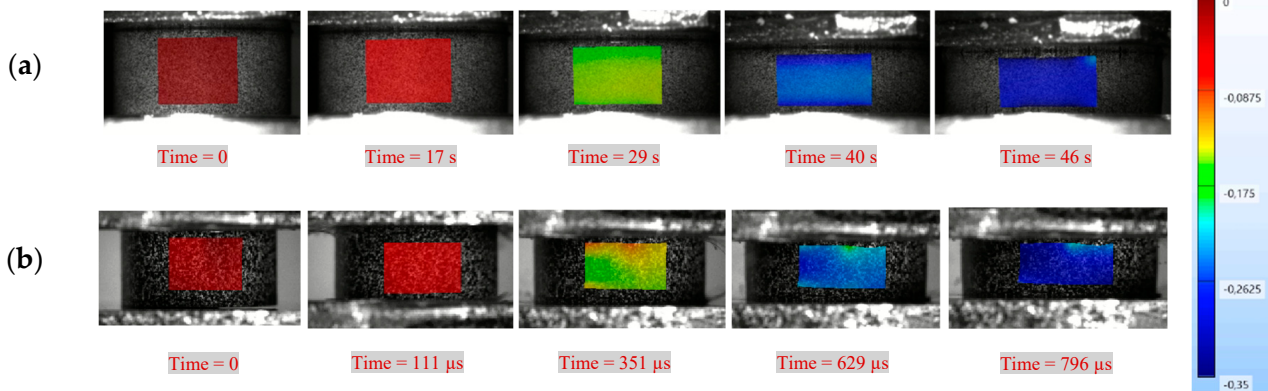 0
(a)
-0,0875
Time = 0 Time = 17 s Time = 29 s Time = 40 s Time = 46 s
-0,175
(b)
-0,2625
Time = 0 Time = 111 µs Time = 351 µs Time = 629 µs Time = 796 µs
-0,35